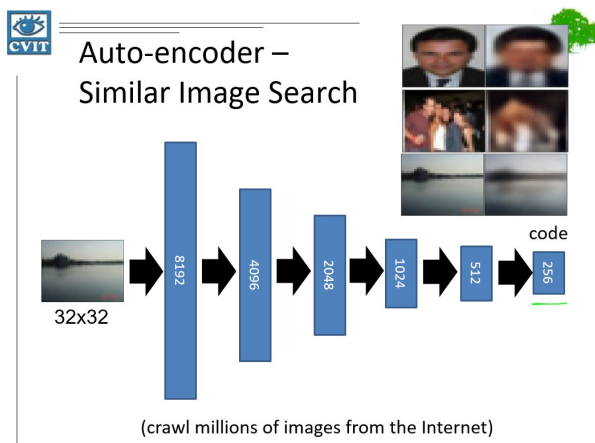 CVIT
Auto-encoder –
Similar Image Search
code
8192
4096
2048
1024
512
256
32x32
(crawl millions of images from the Internet)